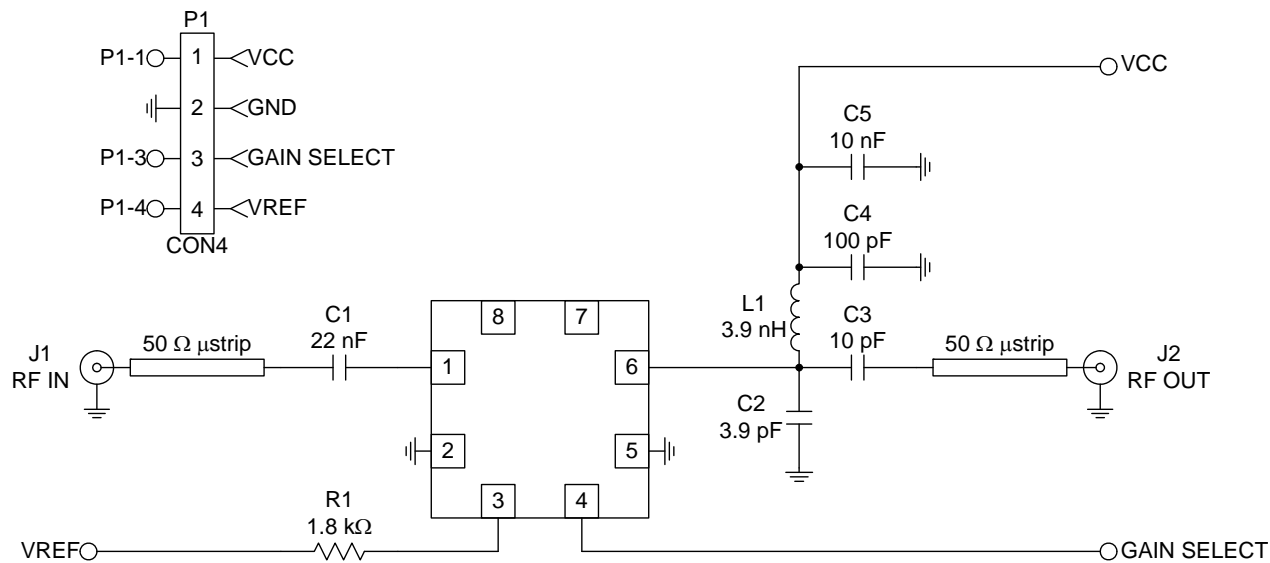 P1
P1-1
1
VCC
2
GND
P1-3
3
GAIN SELECT
P1-4
4
VREF
CON4
VCC
C5
10 nF
C4
100 pF
L1
3.9 nH
C3
10 pF
8
7
C1
22 nF
J1
RF IN
50 Ω µstrip
1
6
50 Ω µstrip
J2
RF OUT
C2
3.9 pF
2
5
3
4
R1
1.8 kΩ
VREF
GAIN SELECT